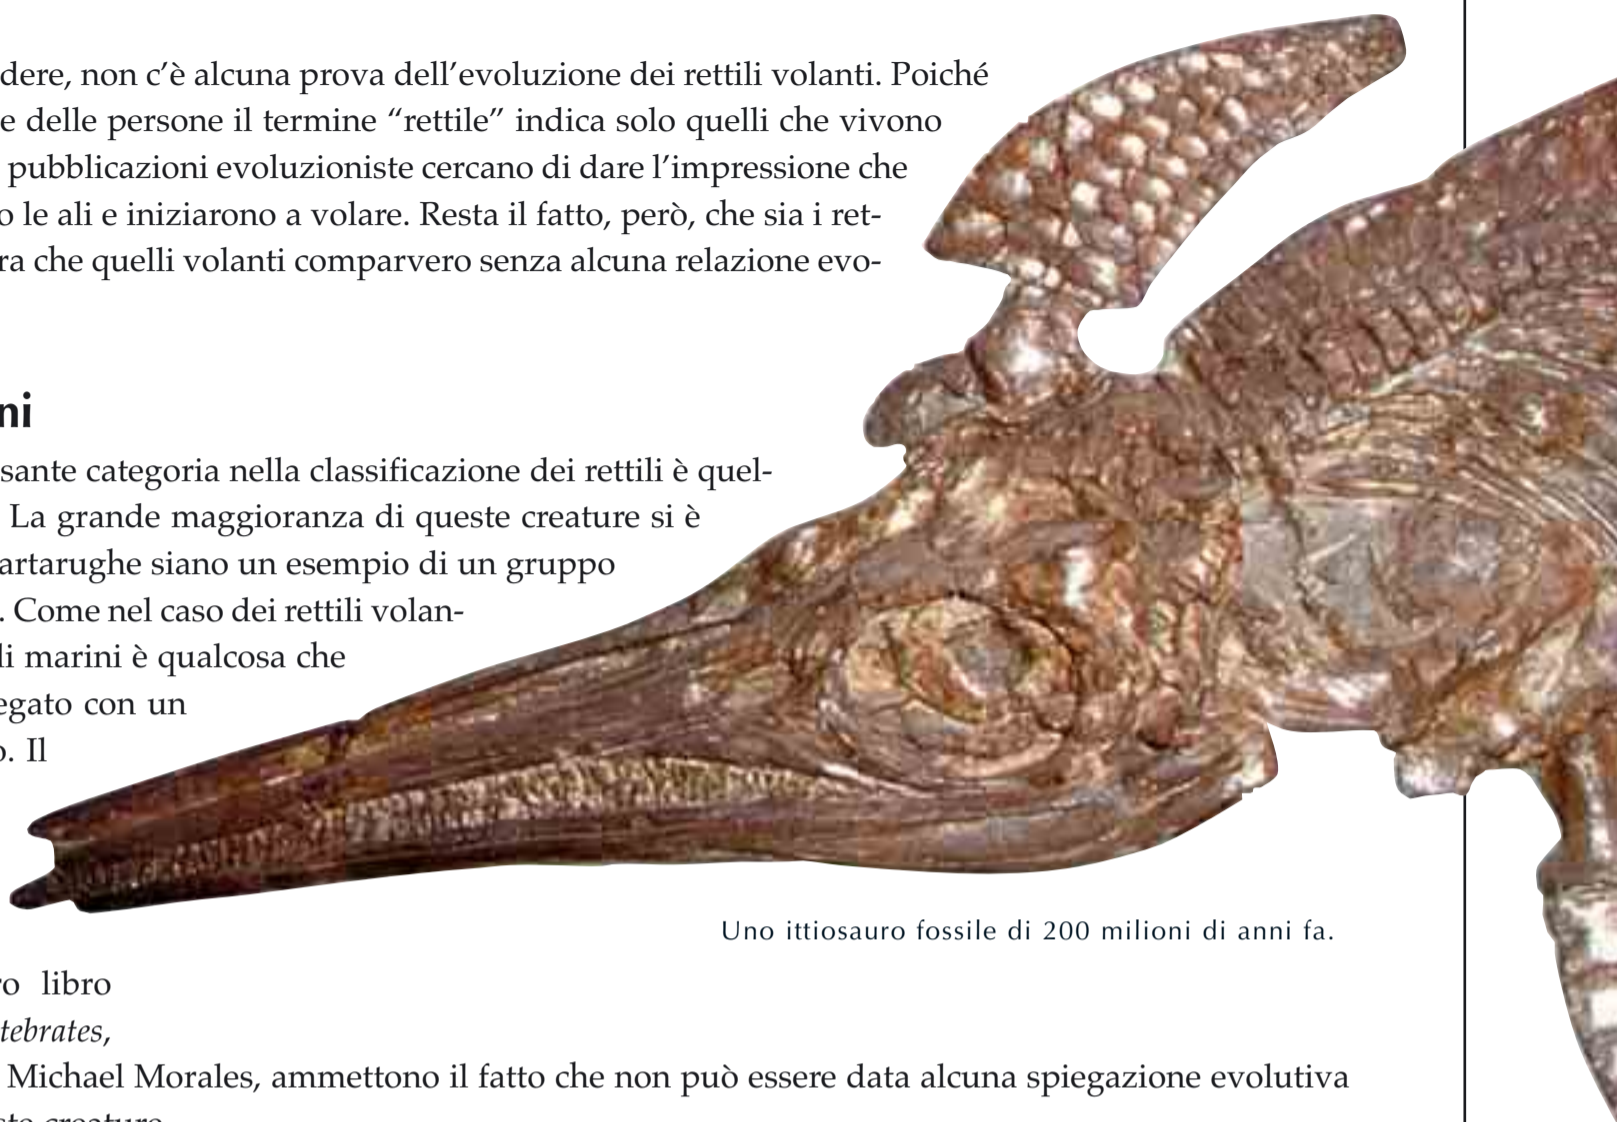 dere, non c’è alcuna prova dell’evoluzione dei rettili volanti. Poiché
e delle persone il termine “rettile” indica solo quelli che vivono
pubblicazioni evoluzioniste cercano di dare l’impressione che
o le ali e iniziarono a volare. Resta il fatto, però, che sia i ret-
ra che quelli volanti comparvero senza alcuna relazione evo-
ni
sante categoria nella classificazione dei rettili è quel-
La grande maggioranza di queste creature si è
artarughe siano un esempio di un gruppo
. Come nel caso dei rettili volan-
li marini è qualcosa che
egato con un
o. Il
Uno ittiosauro fossile di 200 milioni di anni fa.
ro libro
tebrates,
Michael Morales, ammettono il fatto che non può essere data alcuna spiegazione evolutiva